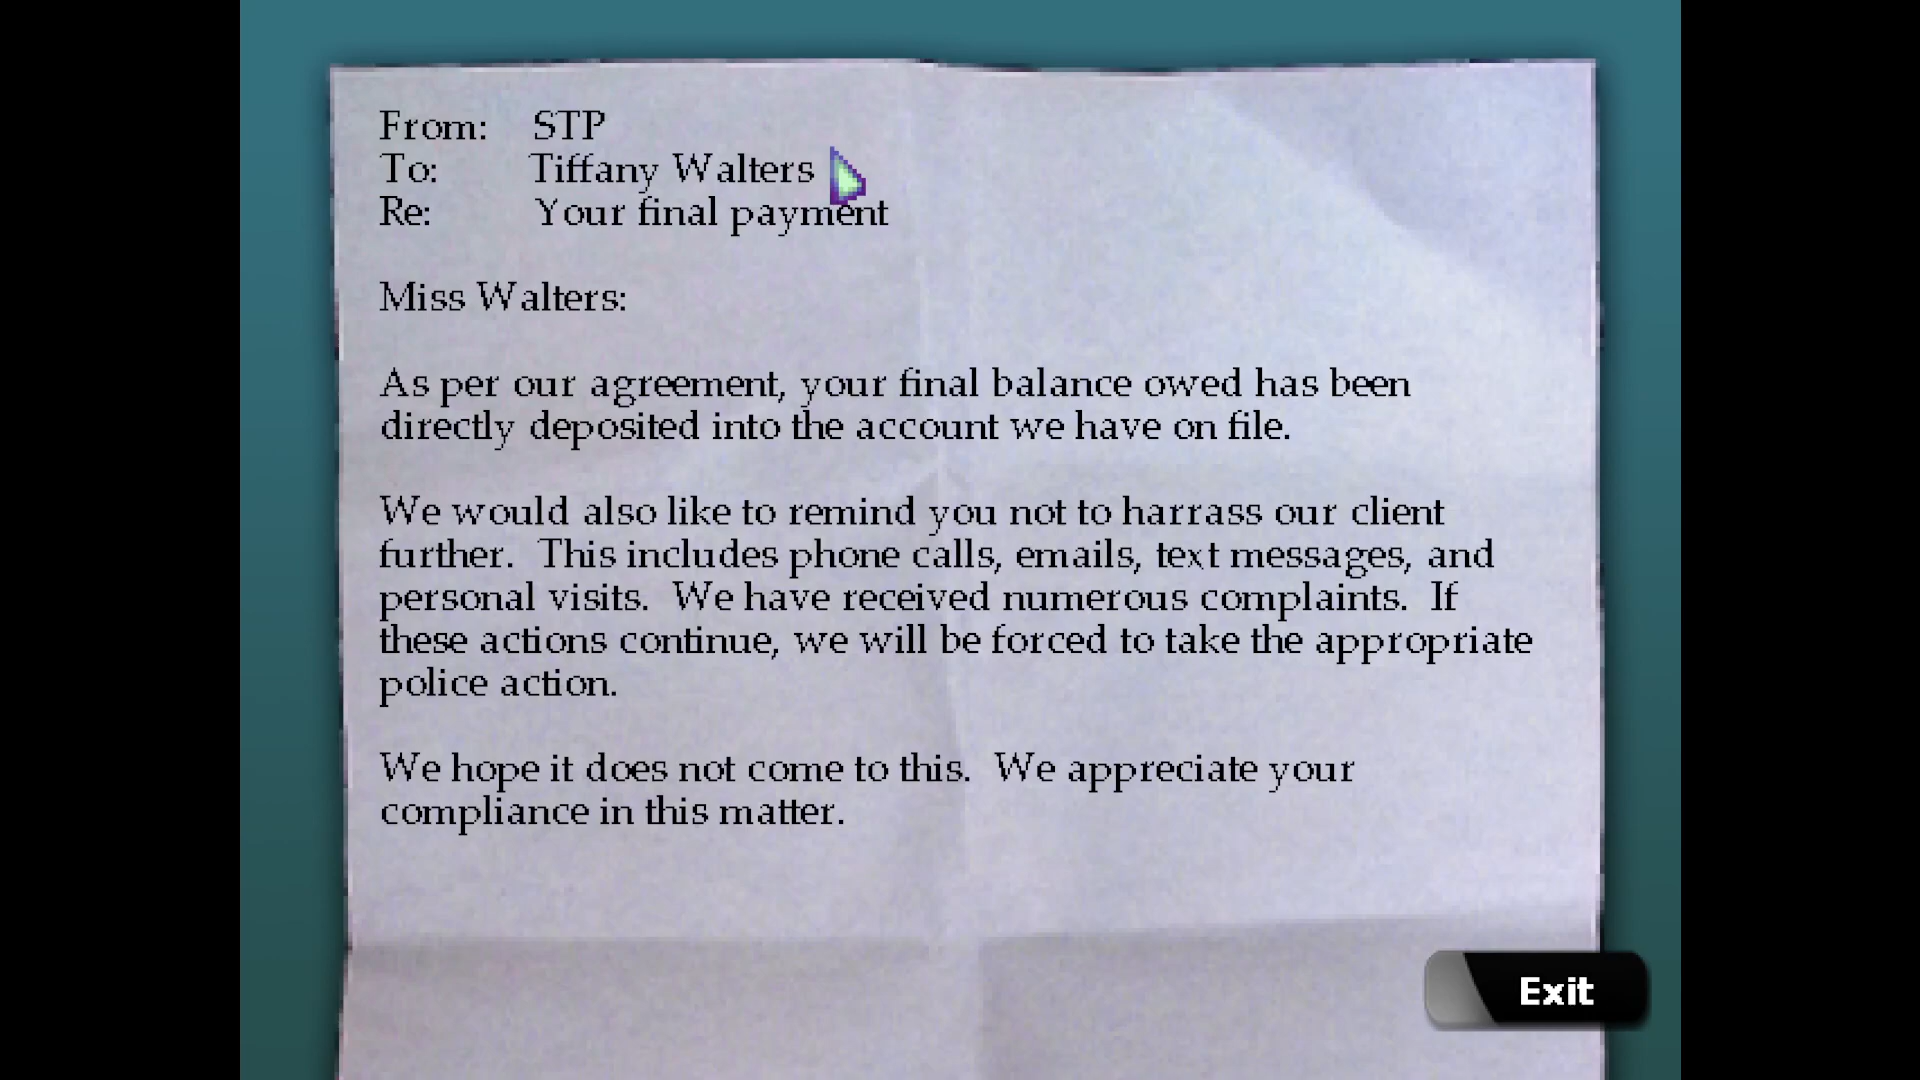 From: STP
To: Tiffany Walters
Re: Your final payment
Miss Walters:
As per our agreement, your final balance owed has been
directly deposited into the account we have on file.
We would also like to remind you not to harrass our client
further. This includes phone calls, emails, text messages, and
personal visits. We have received numerous complaints. If
these actions continue, we will be forced to take the appropriate
police action.
We hope it does not come to this. We appreciate your
compliance in this matter.
Exit